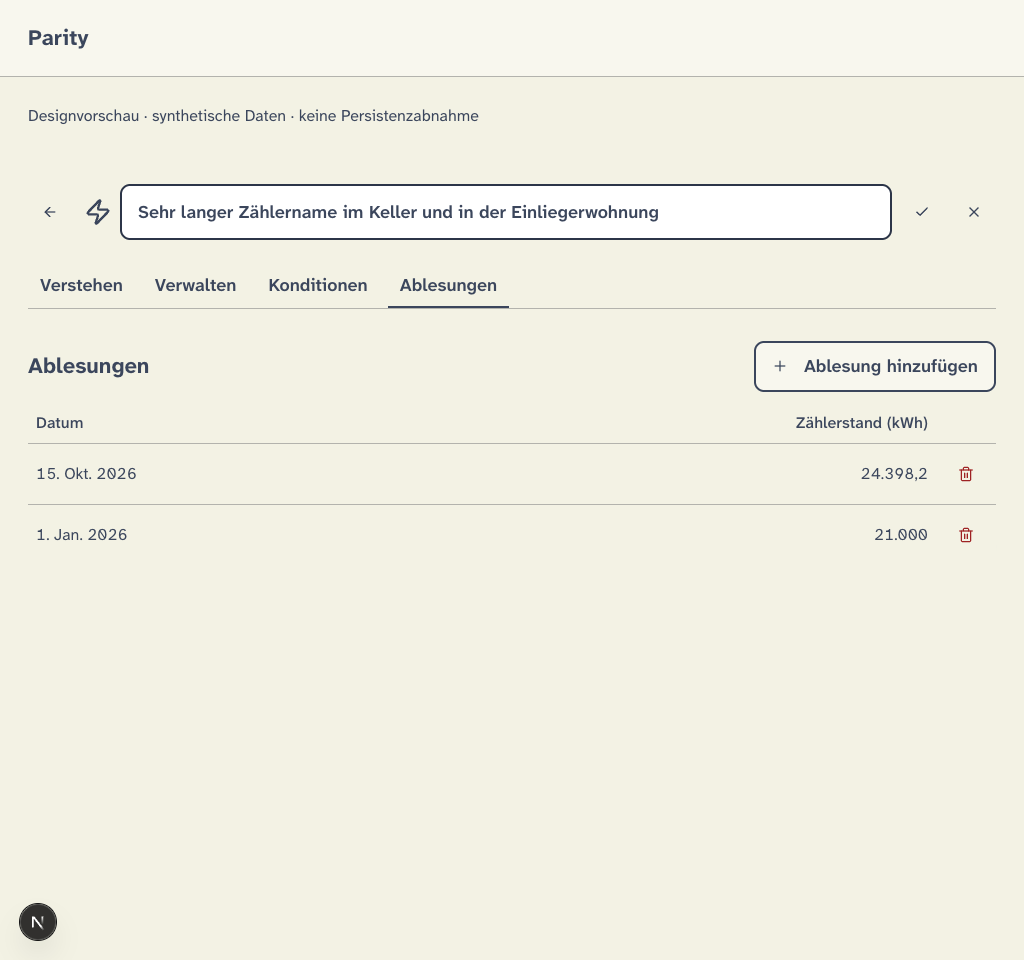 Parity
Designvorschau · synthetische Daten · keine Persistenzabnahme
Sehr langer Zählername im Keller und in der Einliegerwohnung
Verstehen Verwalten Konditionen Ablesungen
Ablesungen
Ablesung hinzufügen
Datum Zählerstand (kWh)
15. Okt. 2026 24.398,2
1. Jan. 2026 21.000
N